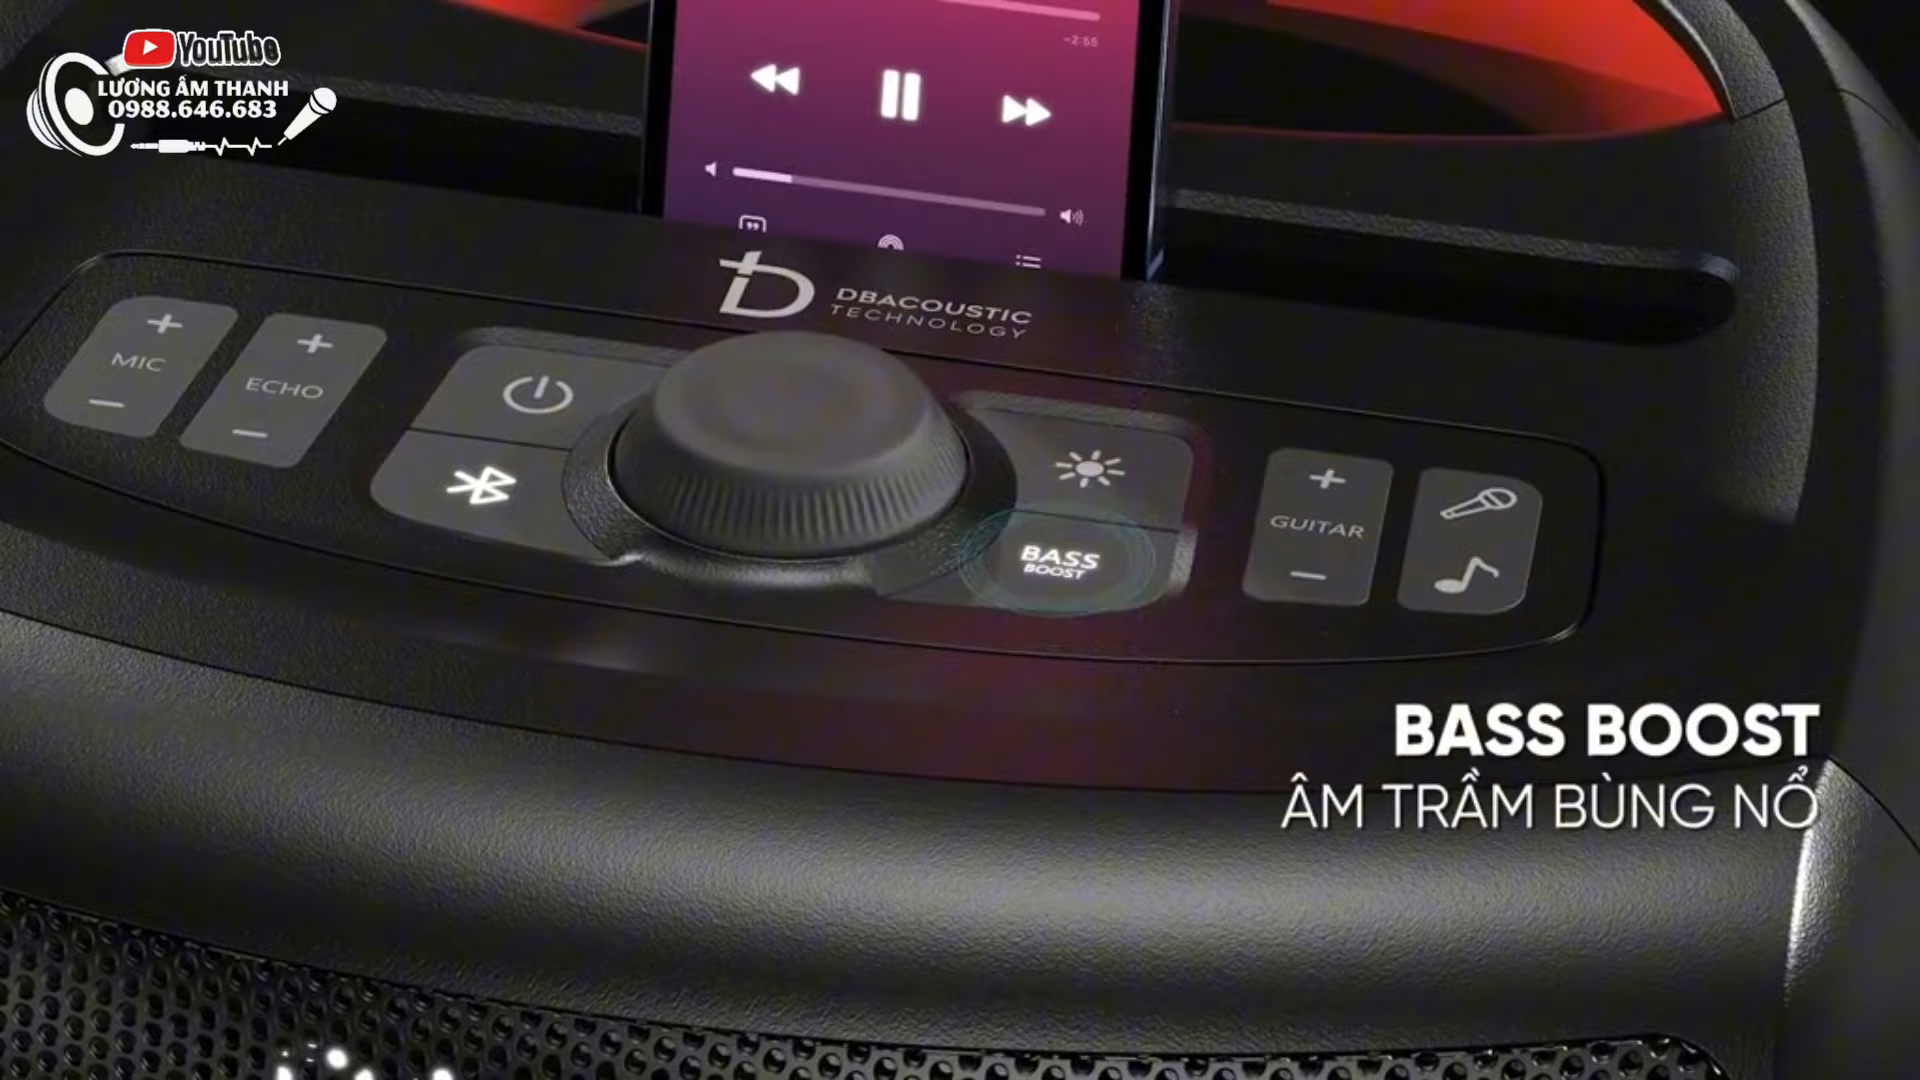 YouTube
LƯƠNG ÂM THANH
0988.646.683
-2:55
DBACOUSTIC
TECHNOLOGY
+
MIC
−
+
ECHO
−
BASS
BOOST
+
GUITAR
−
BASS BOOST
ÂM TRẦM BÙNG NỔ